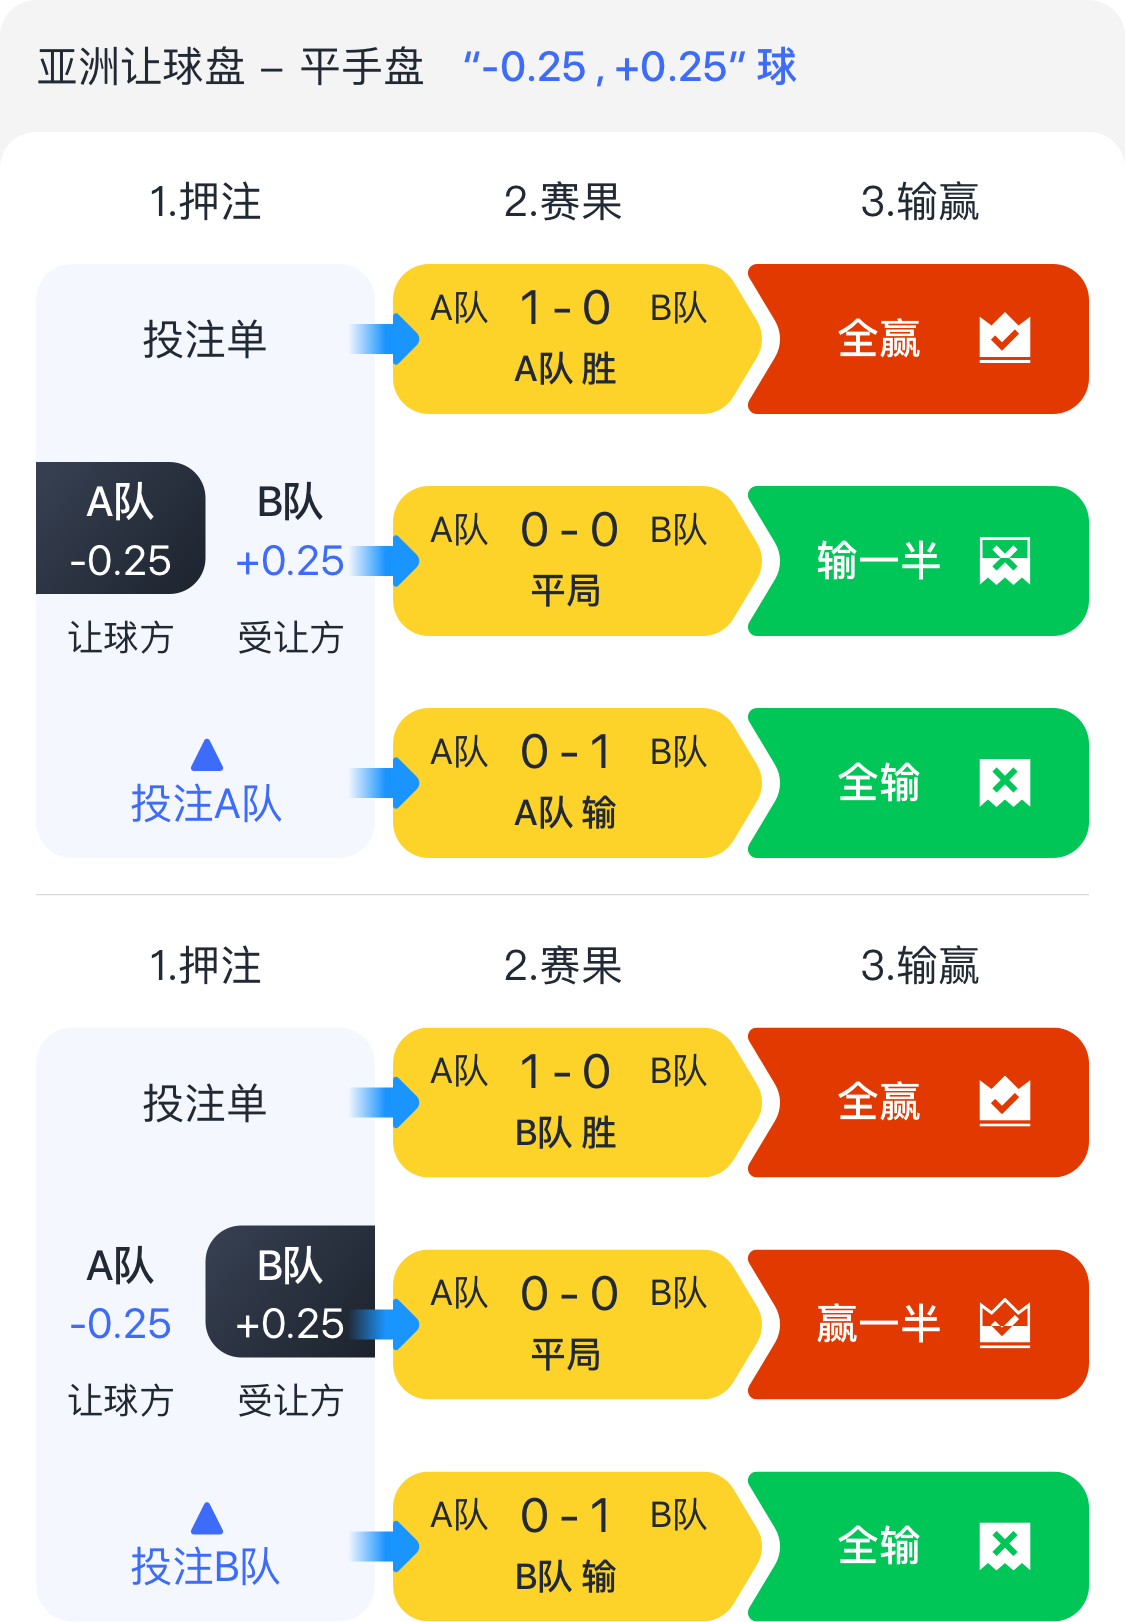 亚洲让球盘 – 平手盘 “-0.25 , +0.25” 球
1.押注 2.赛果 3.输赢
投注单
A队 1 - 0 B队
A队 胜
全赢
A队 B队
-0.25 +0.25
让球方 受让方
A队 0 - 0 B队
平局
输一半
投注A队
A队 0 - 1 B队
A队 输
全输
1.押注 2.赛果 3.输赢
投注单
A队 1 - 0 B队
B队 胜
全赢
A队 B队
-0.25 +0.25
让球方 受让方
A队 0 - 0 B队
平局
赢一半
投注B队
A队 0 - 1 B队
B队 输
全输